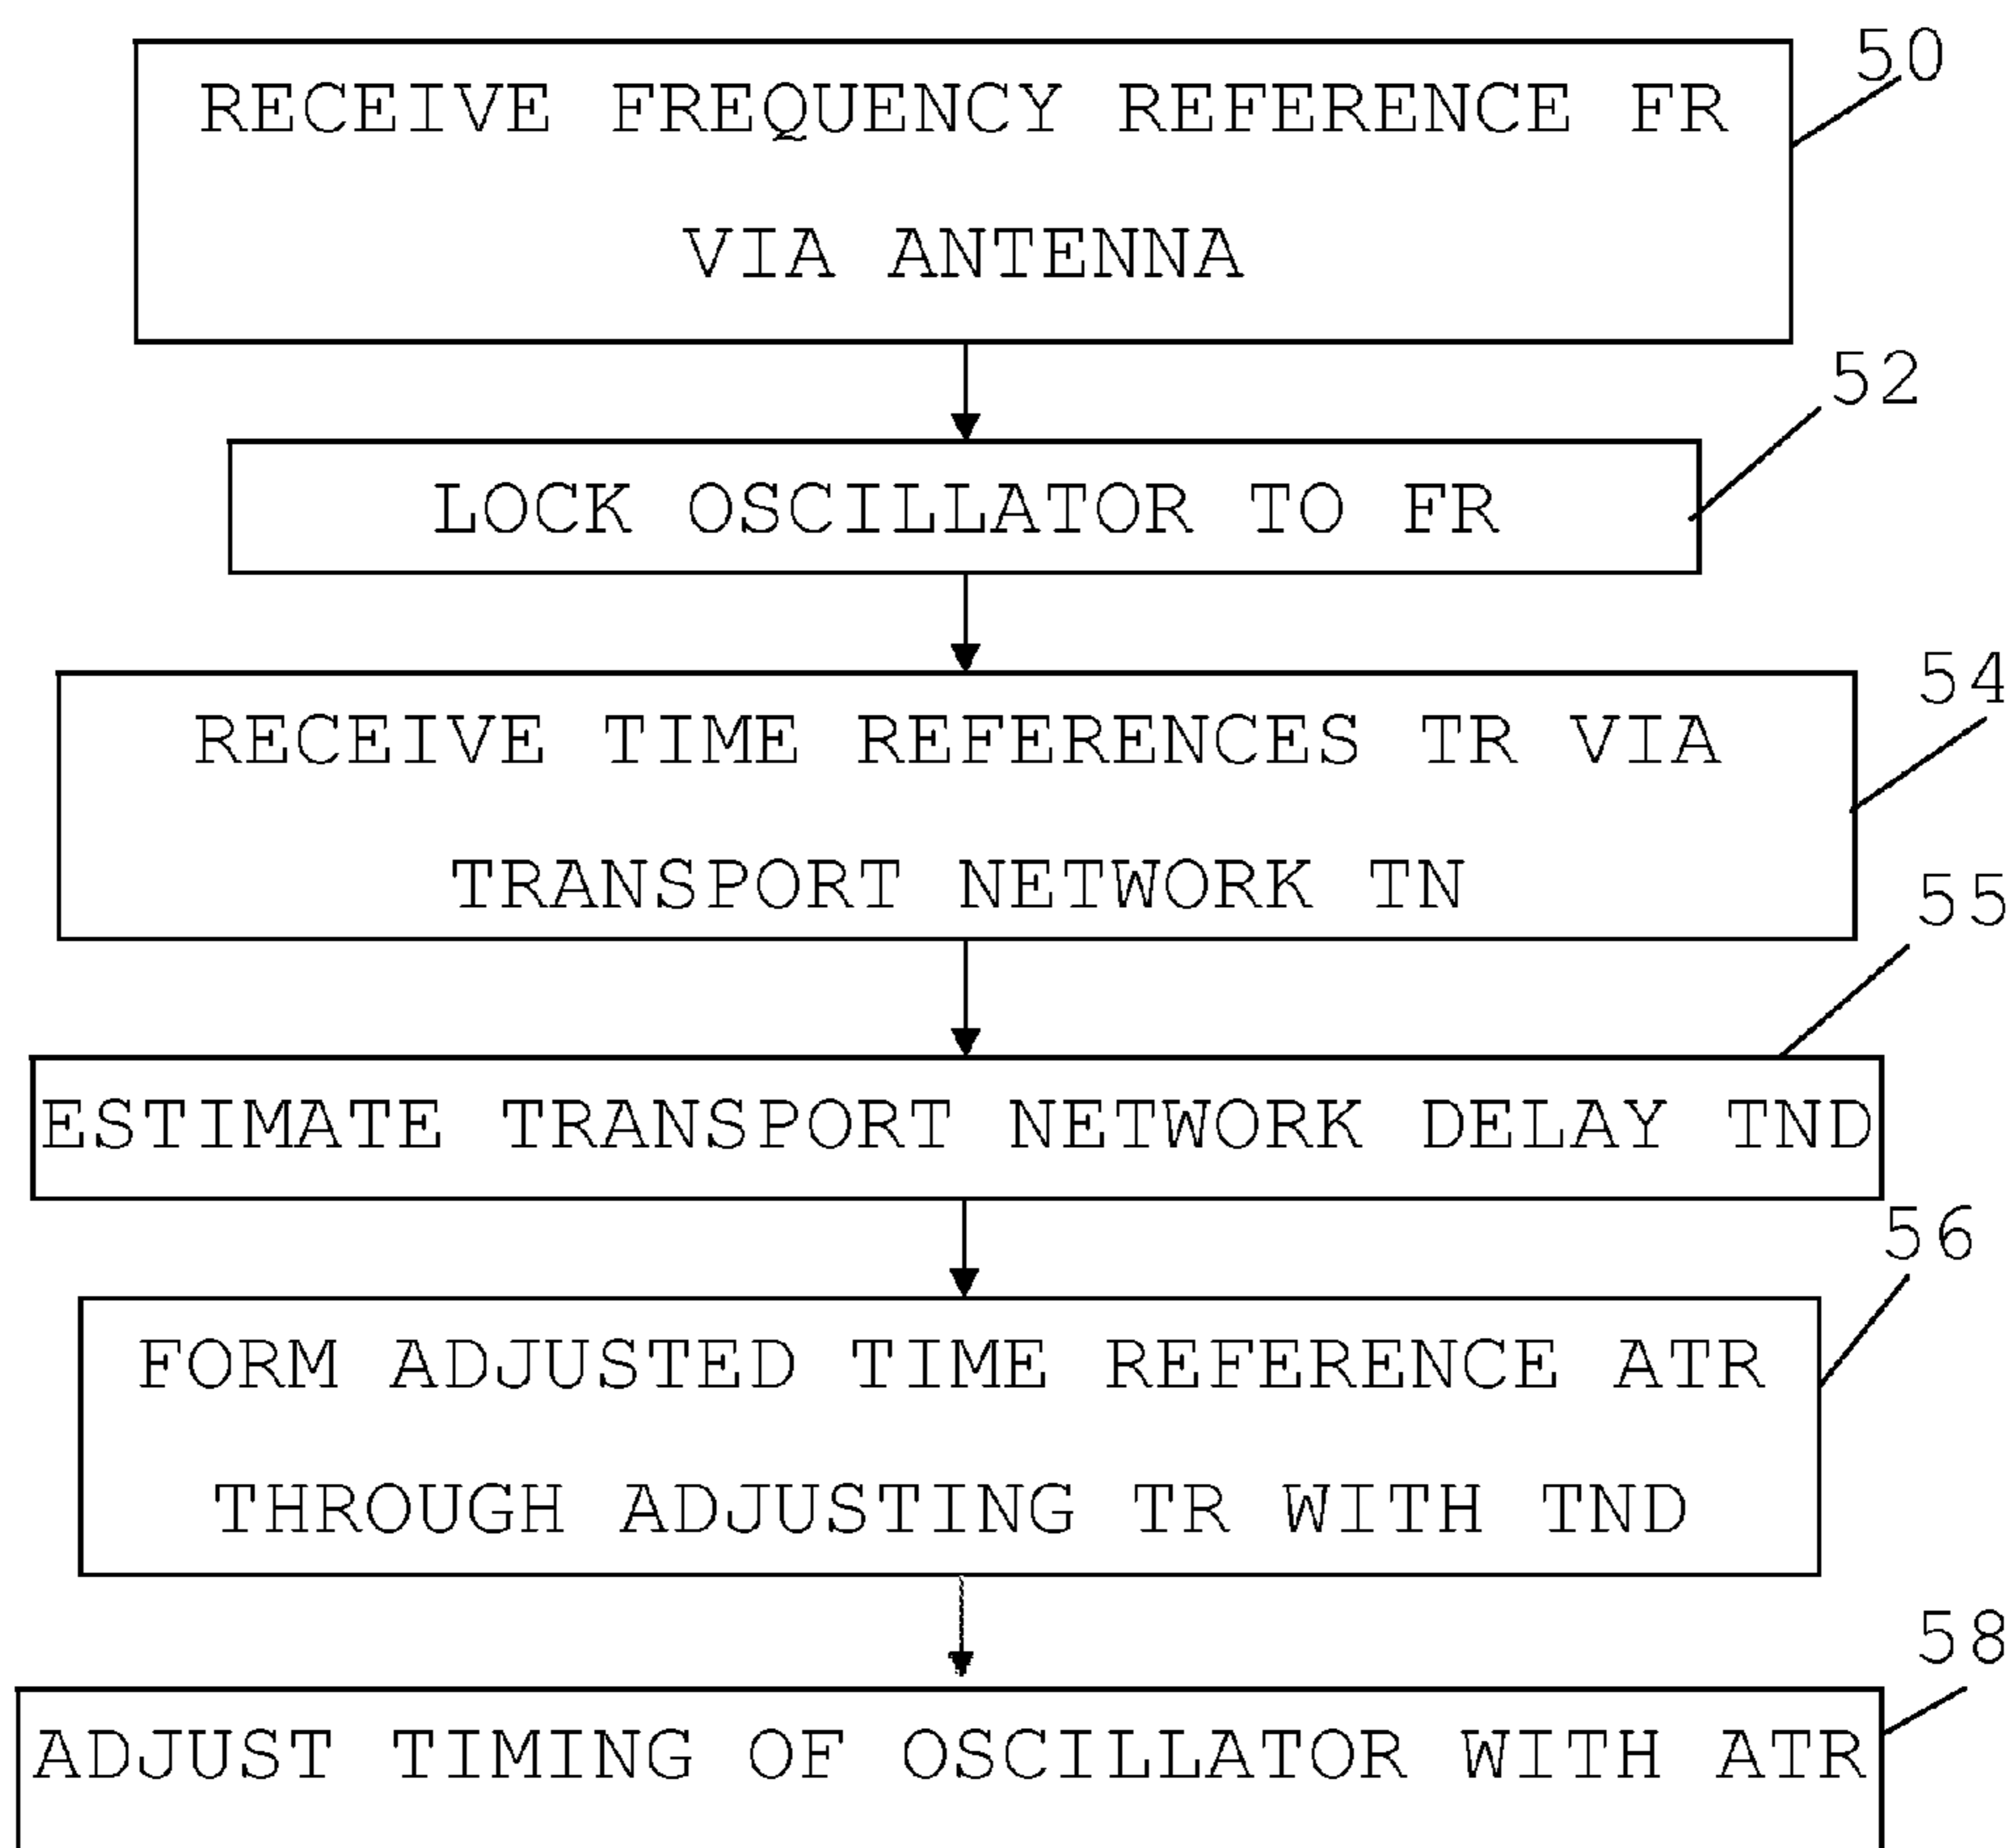 50
RECEIVE FREQUENCY REFERENCE FR
VIA ANTENNA
52
LOCK OSCILLATOR TO FR
54
RECEIVE TIME REFERENCES TR VIA
TRANSPORT NETWORK TN
55
ESTIMATE TRANSPORT NETWORK DELAY TND
56
FORM ADJUSTED TIME REFERENCE ATR
THROUGH ADJUSTING TR WITH TND
58
ADJUST TIMING OF OSCILLATOR WITH ATR